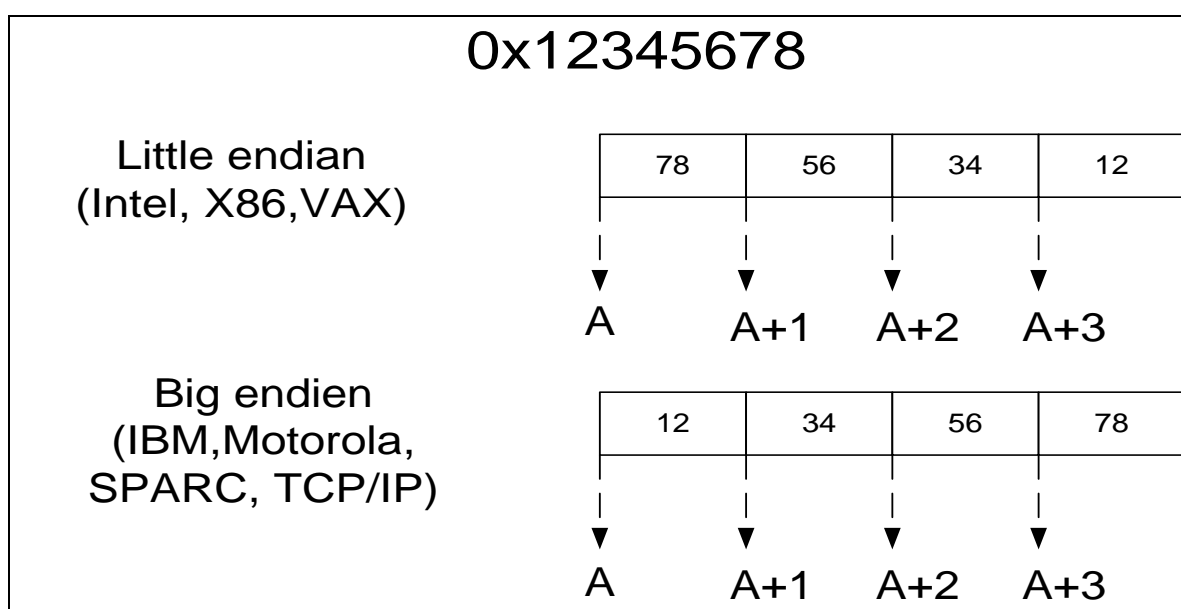 0x12345678
Little endian
(Intel, X86,VAX)
78 56 34 12
A A+1 A+2 A+3
Big endien
(IBM,Motorola,
SPARC, TCP/IP)
12 34 56 78
A A+1 A+2 A+3